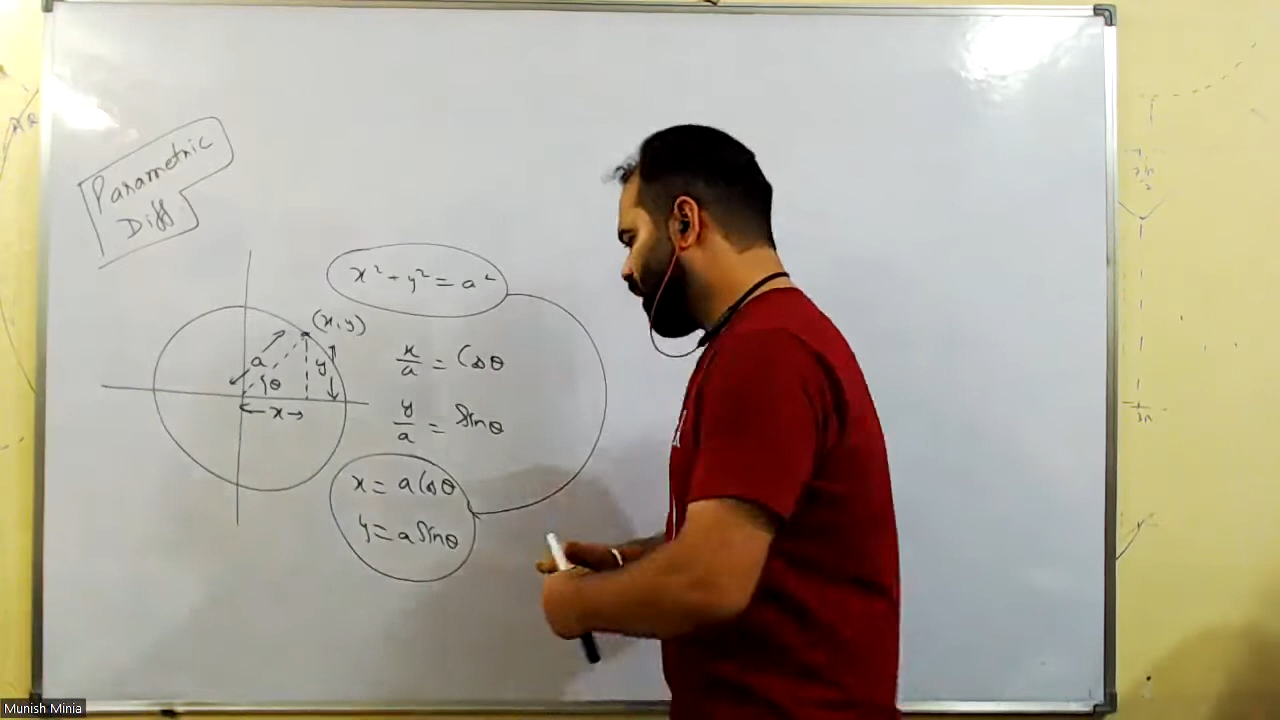 Parametric
Diff
x² + y² = a²
(x, y)
a
θ
y
x
x/a = Cosθ
y/a = Sinθ
x = a Cosθ
y = a Sinθ
Munish Minia